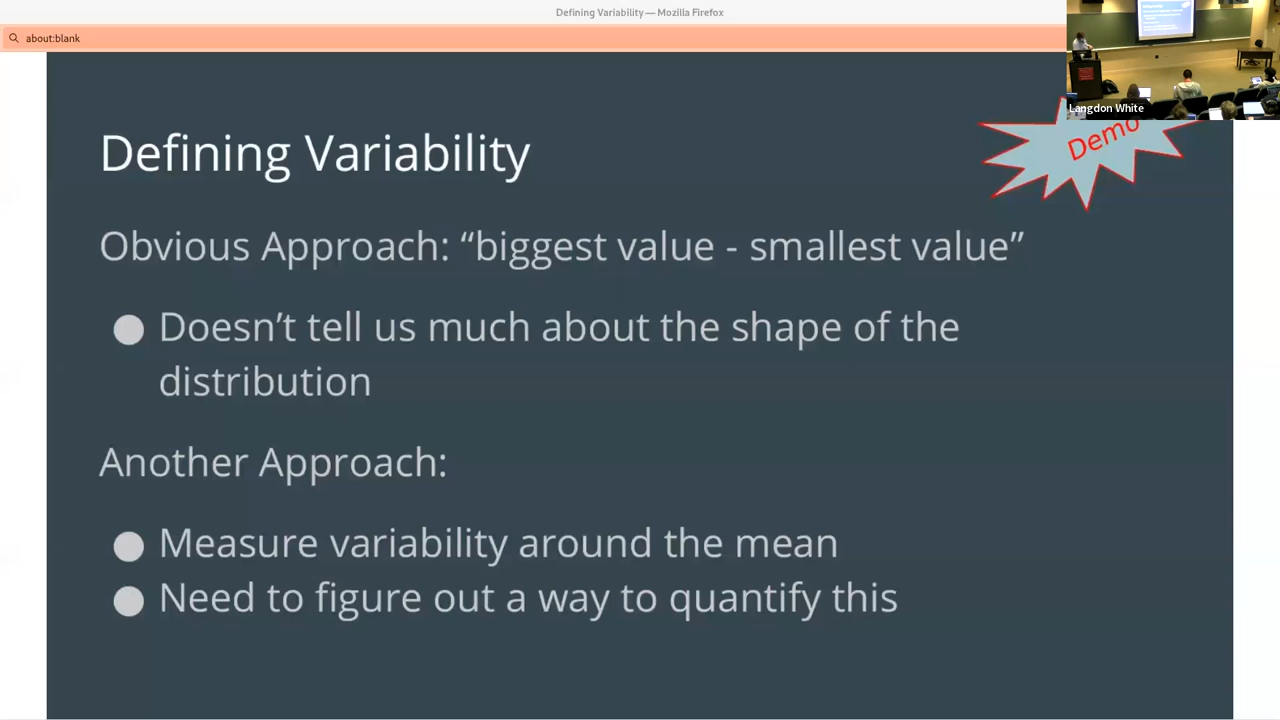 Defining Variability — Mozilla Firefox
about:blank
Langdon White
Demo
Defining Variability
Obvious Approach: “biggest value - smallest value”
● Doesn’t tell us much about the shape of the
distribution
Another Approach:
● Measure variability around the mean
● Need to figure out a way to quantify this